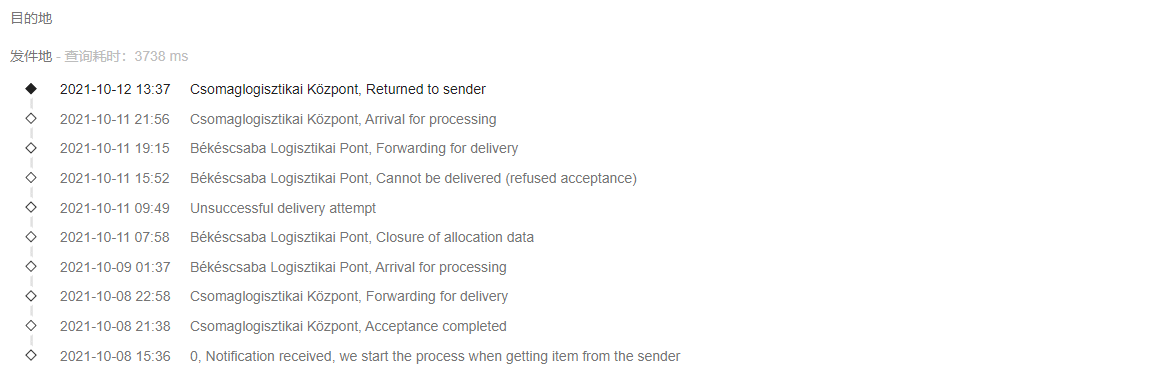 目的地
发件地 - 查询耗时：3738 ms
2021-10-12 13:37 Csomaglogisztikai Központ, Returned to sender
2021-10-11 21:56 Csomaglogisztikai Központ, Arrival for processing
2021-10-11 19:15 Békéscsaba Logisztikai Pont, Forwarding for delivery
2021-10-11 15:52 Békéscsaba Logisztikai Pont, Cannot be delivered (refused acceptance)
2021-10-11 09:49 Unsuccessful delivery attempt
2021-10-11 07:58 Békéscsaba Logisztikai Pont, Closure of allocation data
2021-10-09 01:37 Békéscsaba Logisztikai Pont, Arrival for processing
2021-10-08 22:58 Csomaglogisztikai Központ, Forwarding for delivery
2021-10-08 21:38 Csomaglogisztikai Központ, Acceptance completed
2021-10-08 15:36 0, Notification received, we start the process when getting item from the sender